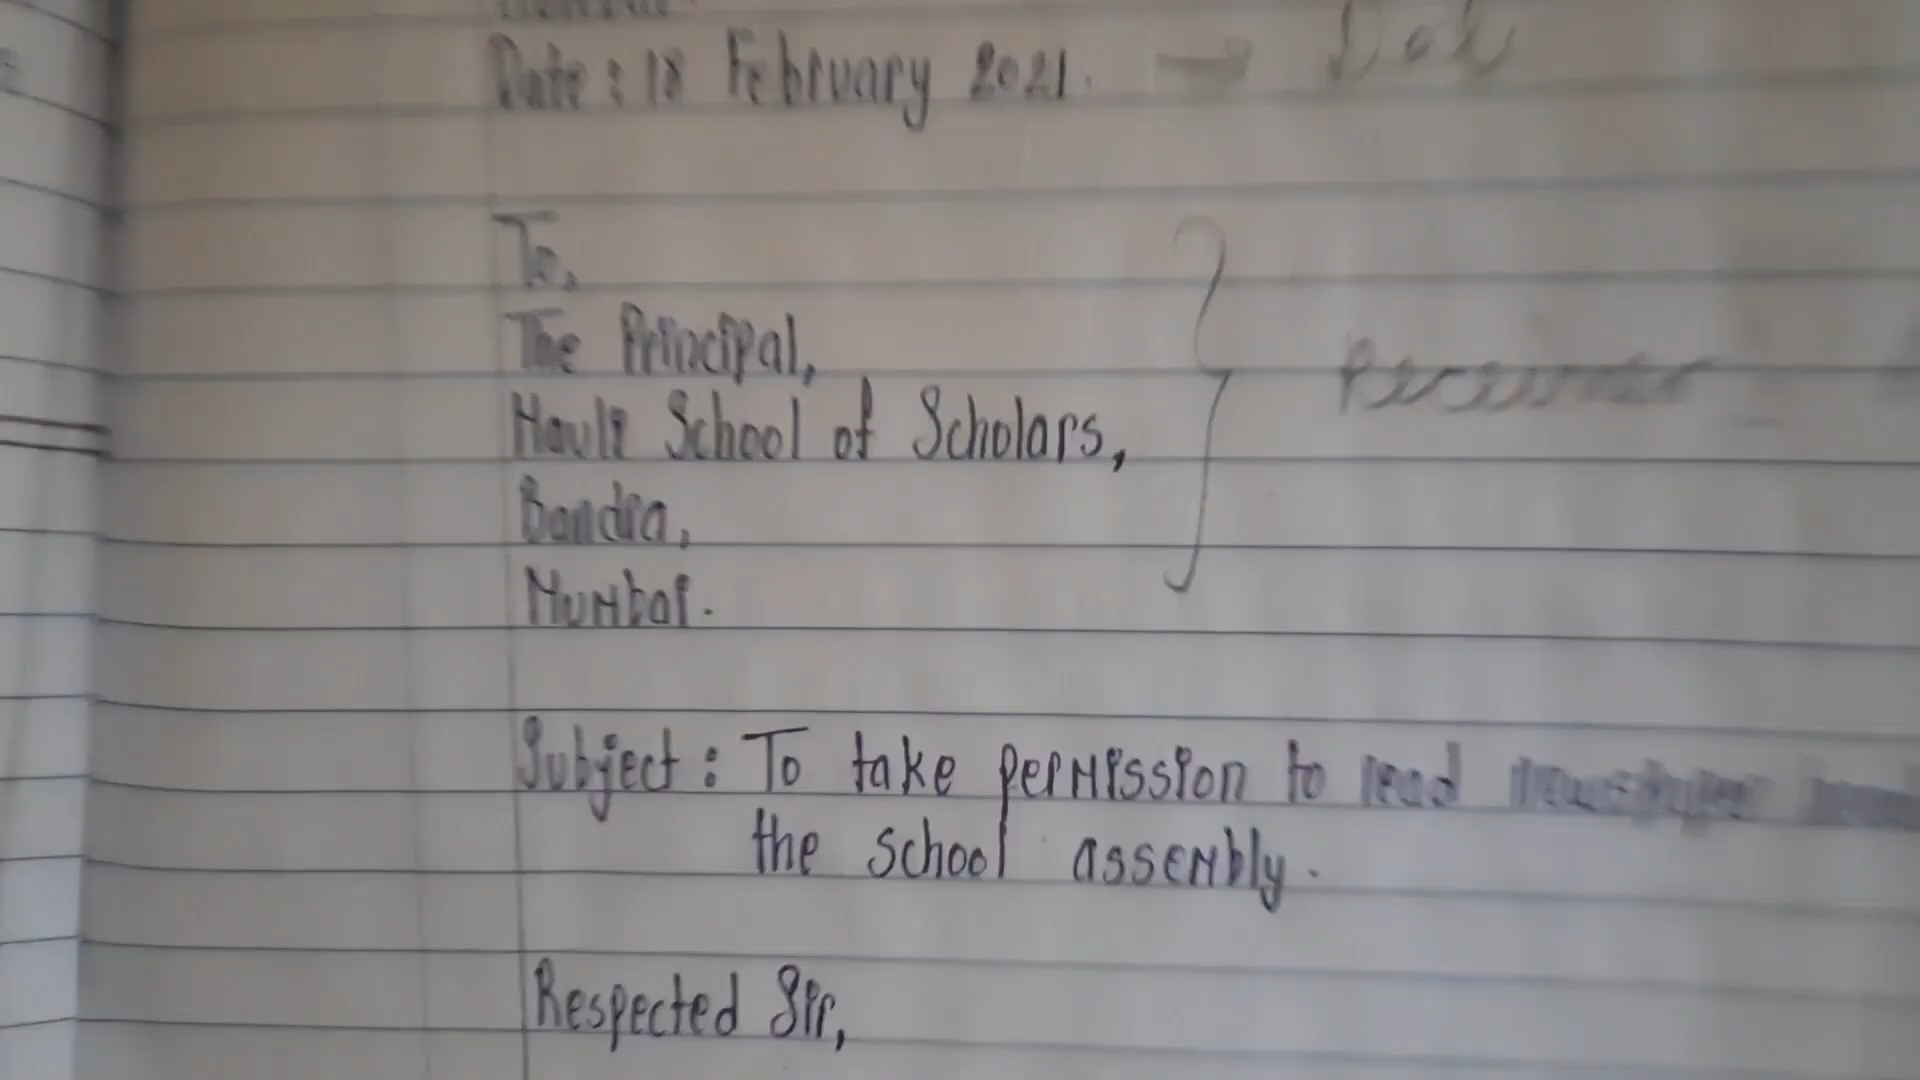 Date : 18 February 2021.
To,
The Principal,
School of Scholars,
Bandra,
Mumbai.
Subject : To take permission to read newspaper
the school assembly.
Respected Sir,